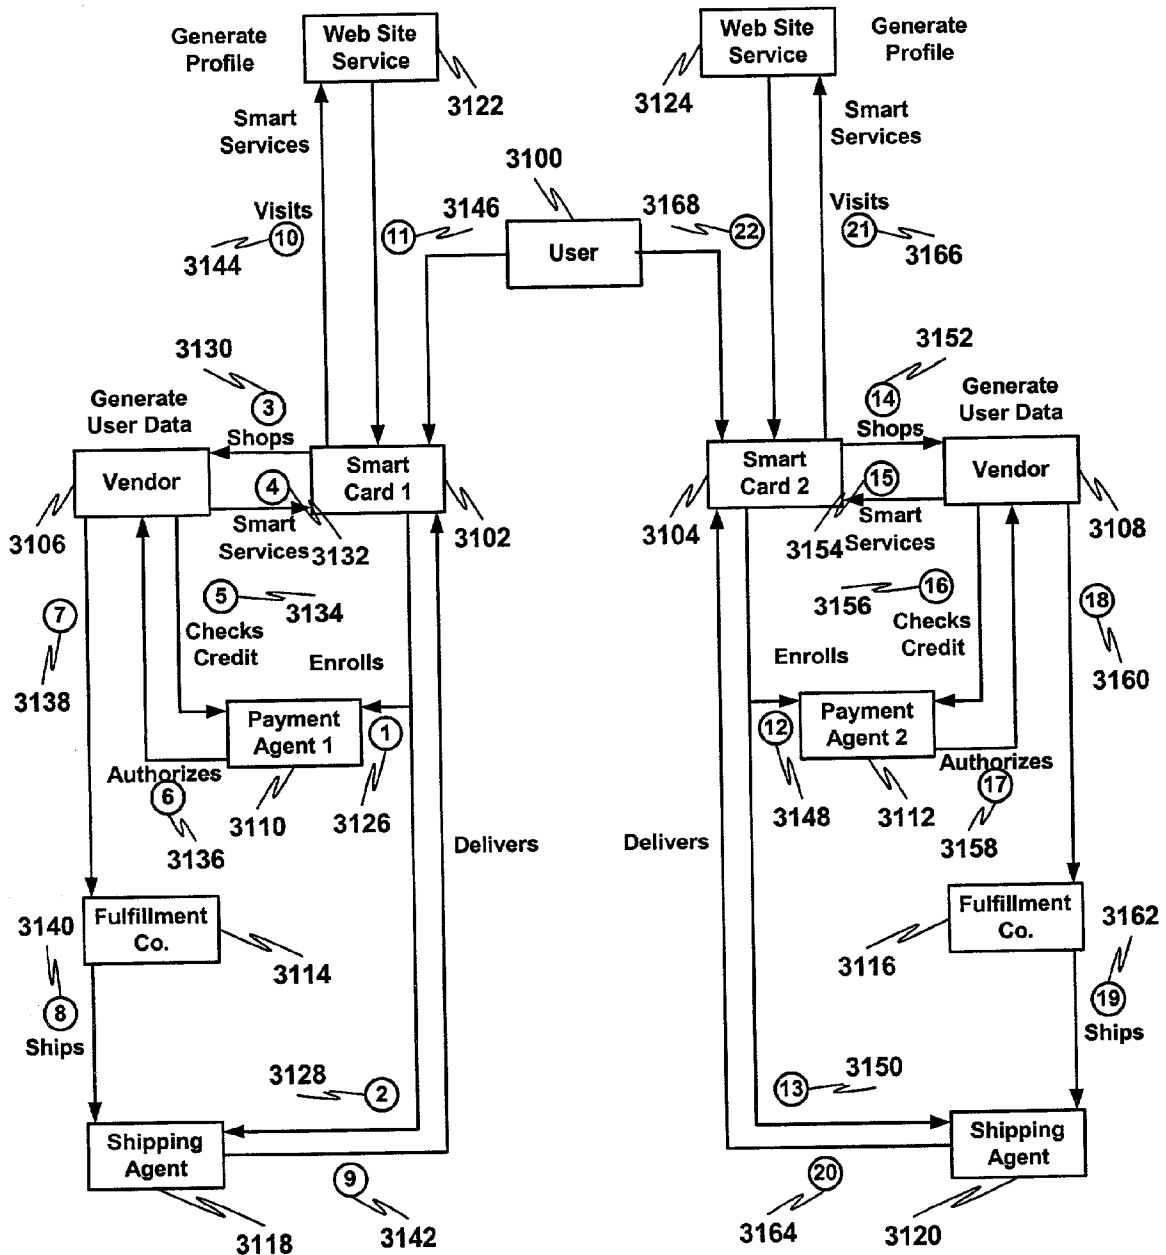 Generate
Profile
Web Site
Service
3122
Web Site
Service
3124
Generate
Profile
Smart
Services
Smart
Services
3100
User
Visits
10
3144
11
3146
3168
22
Visits
21
3166
3130
3
Shops
Generate
User Data
Vendor
3106
4
Smart
Services
3132
Smart
Card 1
3102
3152
14
Shops
Generate
User Data
Smart
Card 2
3104
15
Smart
Services
3154
Vendor
3108
5
3134
Checks
Credit
7
3138
Enrolls
Payment
Agent 1
1
3126
3110
Authorizes
6
3136
3156
16
Checks
Credit
18
3160
Enrolls
12
3148
Payment
Agent 2
3112
Authorizes
17
3158
Delivers
Delivers
Fulfillment
Co.
3114
3140
8
Ships
Fulfillment
Co.
3116
3162
19
Ships
3128
2
13
3150
Shipping
Agent
3118
9
3142
20
3164
Shipping
Agent
3120